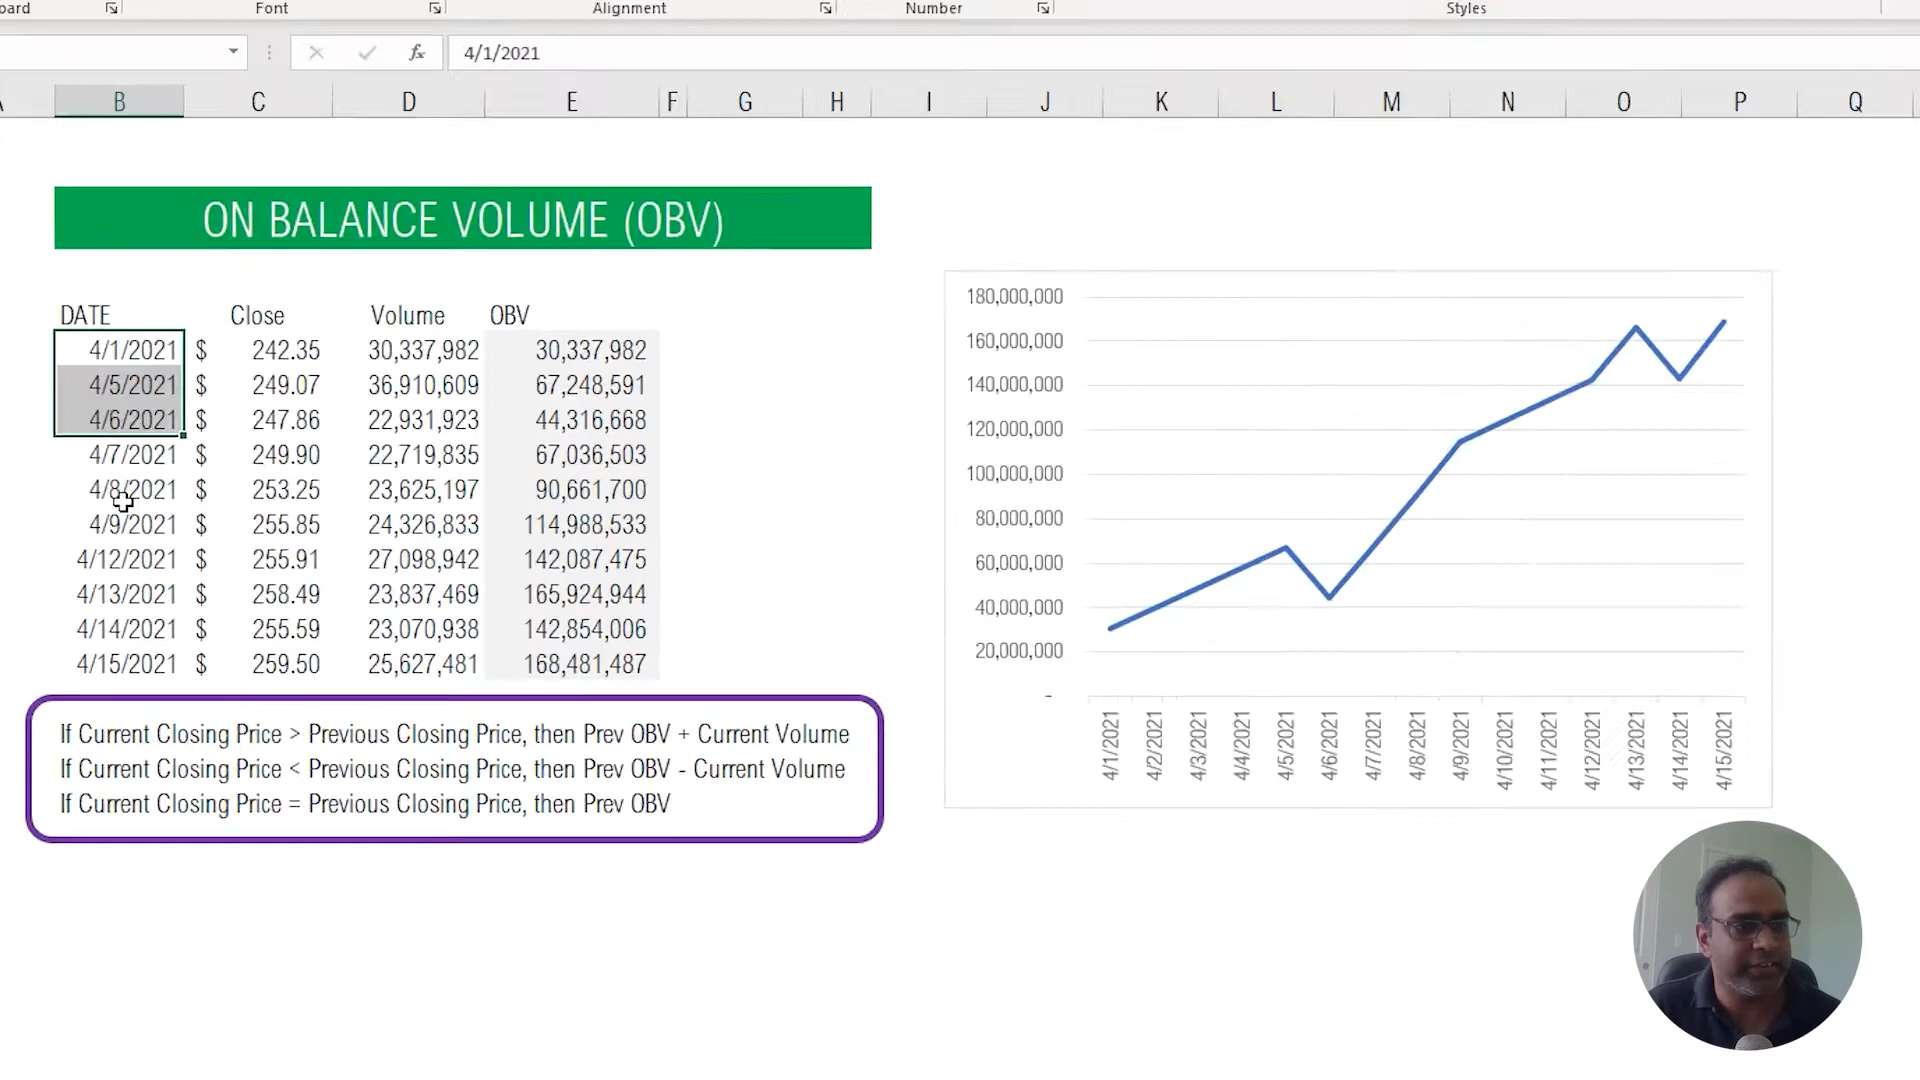 oard Font Alignment Number Styles
fx 4/1/2021
B C D E F G H I J K L M N O P Q
ON BALANCE VOLUME (OBV)
DATE Close Volume OBV
4/1/2021 $ 242.35 30,337,982 30,337,982
4/5/2021 $ 249.07 36,910,609 67,248,591
4/6/2021 $ 247.86 22,931,923 44,316,668
4/7/2021 $ 249.90 22,719,835 67,036,503
4/8/2021 $ 253.25 23,625,197 90,661,700
4/9/2021 $ 255.85 24,326,833 114,988,533
4/12/2021 $ 255.91 27,098,942 142,087,475
4/13/2021 $ 258.49 23,837,469 165,924,944
4/14/2021 $ 255.59 23,070,938 142,854,006
4/15/2021 $ 259.50 25,627,481 168,481,487
If Current Closing Price > Previous Closing Price, then Prev OBV + Current Volume
If Current Closing Price < Previous Closing Price, then Prev OBV - Current Volume
If Current Closing Price = Previous Closing Price, then Prev OBV
180,000,000
160,000,000
140,000,000
120,000,000
100,000,000
80,000,000
60,000,000
40,000,000
20,000,000
-
4/1/2021
4/2/2021
4/3/2021
4/4/2021
4/5/2021
4/6/2021
4/7/2021
4/8/2021
4/9/2021
4/10/2021
4/11/2021
4/12/2021
4/13/2021
4/14/2021
4/15/2021